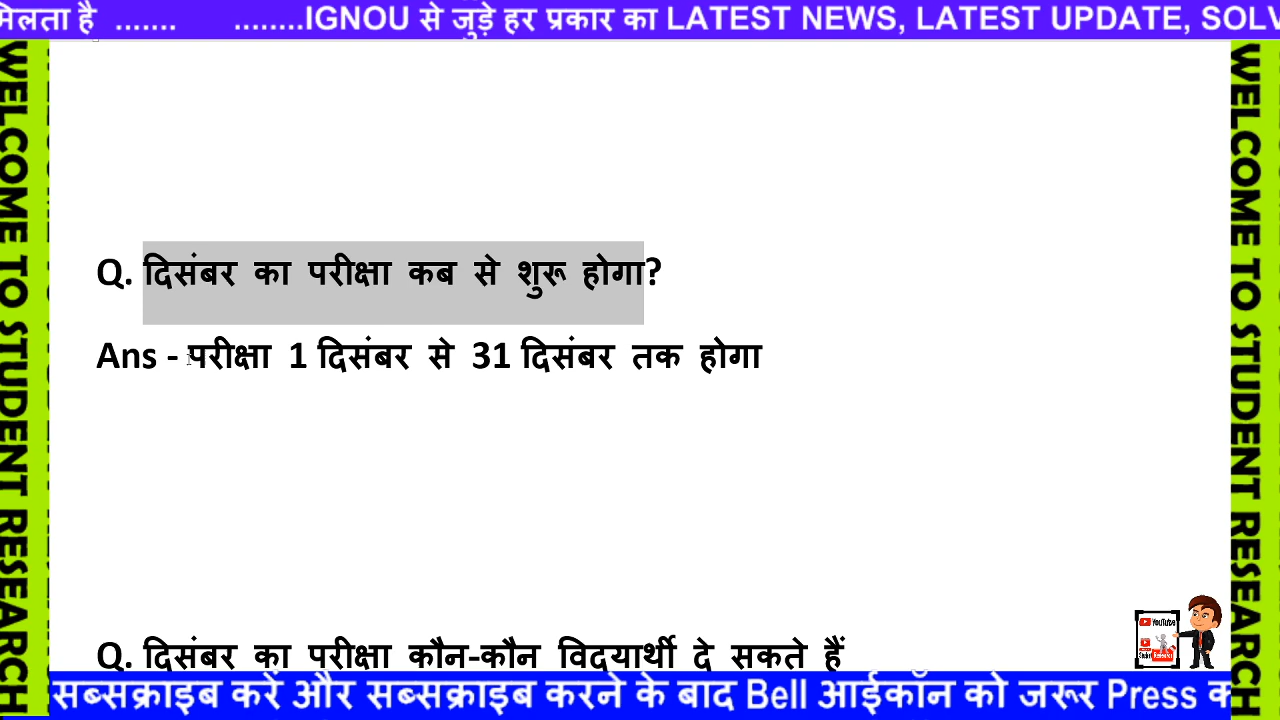 मिलता है ....... ........IGNOU से जुड़े हर प्रकार का LATEST NEWS, LATEST UPDATE, SOLV
WELCOME TO STUDENT RESEARCH
Q. दिसंबर का परीक्षा कब से शुरू होगा?
Ans - परीक्षा 1 दिसंबर से 31 दिसंबर तक होगा
Q. दिसंबर का परीक्षा कौन-कौन विद्यार्थी दे सकते हैं
YouTube
सब्सक्राइब करें और सब्सक्राइब करने के बाद Bell आईकॉन को जरूर Press
WELCOME TO STUDENT RESEARCH